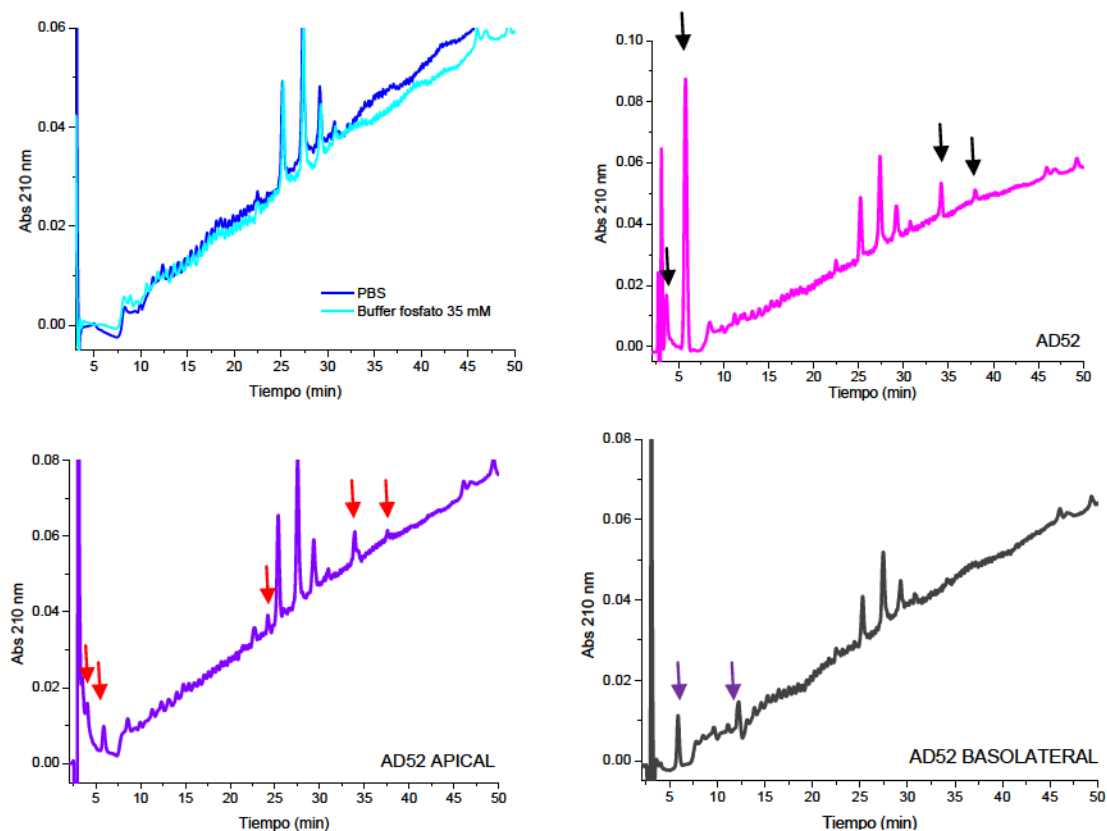 0.06
0.04
0.02
0.00
Abs 210 nm
PBS
Buffer fosfato 35 mM
5 10 15 20 25 30 35 40 45 50
Tiempo (min)
0.10
0.08
0.06
0.04
0.02
0.00
Abs 210 nm
AD52
5 10 15 20 25 30 35 40 45 50
Tiempo (min)
0.08
0.06
0.04
0.02
0.00
Abs 210 nm
AD52 APICAL
5 10 15 20 25 30 35 40 45 50
Tiempo (min)
0.08
0.06
0.04
0.02
0.00
Abs 210 nm
AD52 BASOLATERAL
5 10 15 20 25 30 35 40 45 50
Tiempo (min)